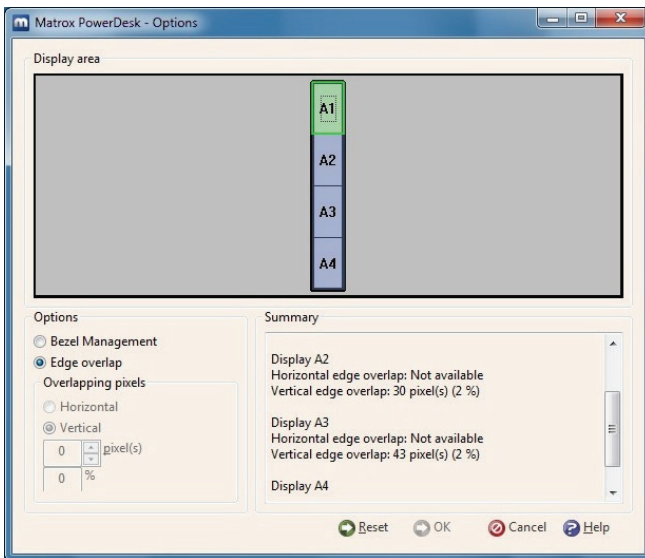 Matrox PowerDesk - Options
Display area
A1
A2
A3
A4
Options
Bezel Management
Edge overlap
Overlapping pixels
Horizontal
Vertical
0 pixel(s)
0 %
Summary
Display A2
Horizontal edge overlap: Not available
Vertical edge overlap: 30 pixel(s) (2 %)
Display A3
Horizontal edge overlap: Not available
Vertical edge overlap: 43 pixel(s) (2 %)
Display A4
Reset OK Cancel Help